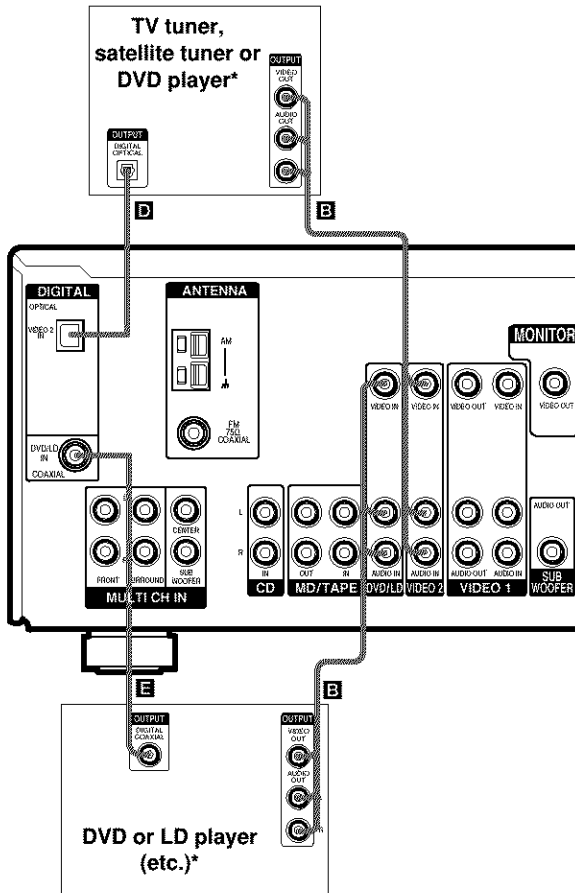 TV tuner,
satellite tuner or
DVD player*
OUTPUT
VIDEO
OUT
AUDIO
OUT
OUTPUT
DIGITAL
OPTICAL
D
B
DIGITAL
OPTICAL
VIDEO 2
IN
DVD/LD
IN
COAXIAL
ANTENNA
AM
FM
75Ω
COAXIAL
MONITOR
VIDEO IN
VIDEO IN
VIDEO OUT
VIDEO IN
VIDEO OUT
L
R
CENTER
FRONT
SURROUND
SUB
WOOFER
MULTI CH IN
IN
CD
OUT
IN
MD/TAPE
AUDIO IN
DVD/LD
AUDIO IN
VIDEO 2
AUDIO OUT
AUDIO IN
VIDEO 1
AUDIO OUT
SUB
WOOFER
E
B
OUTPUT
DIGITAL
COAXIAL
OUTPUT
VIDEO
OUT
AUDIO
OUT
DVD or LD player
(etc.)*